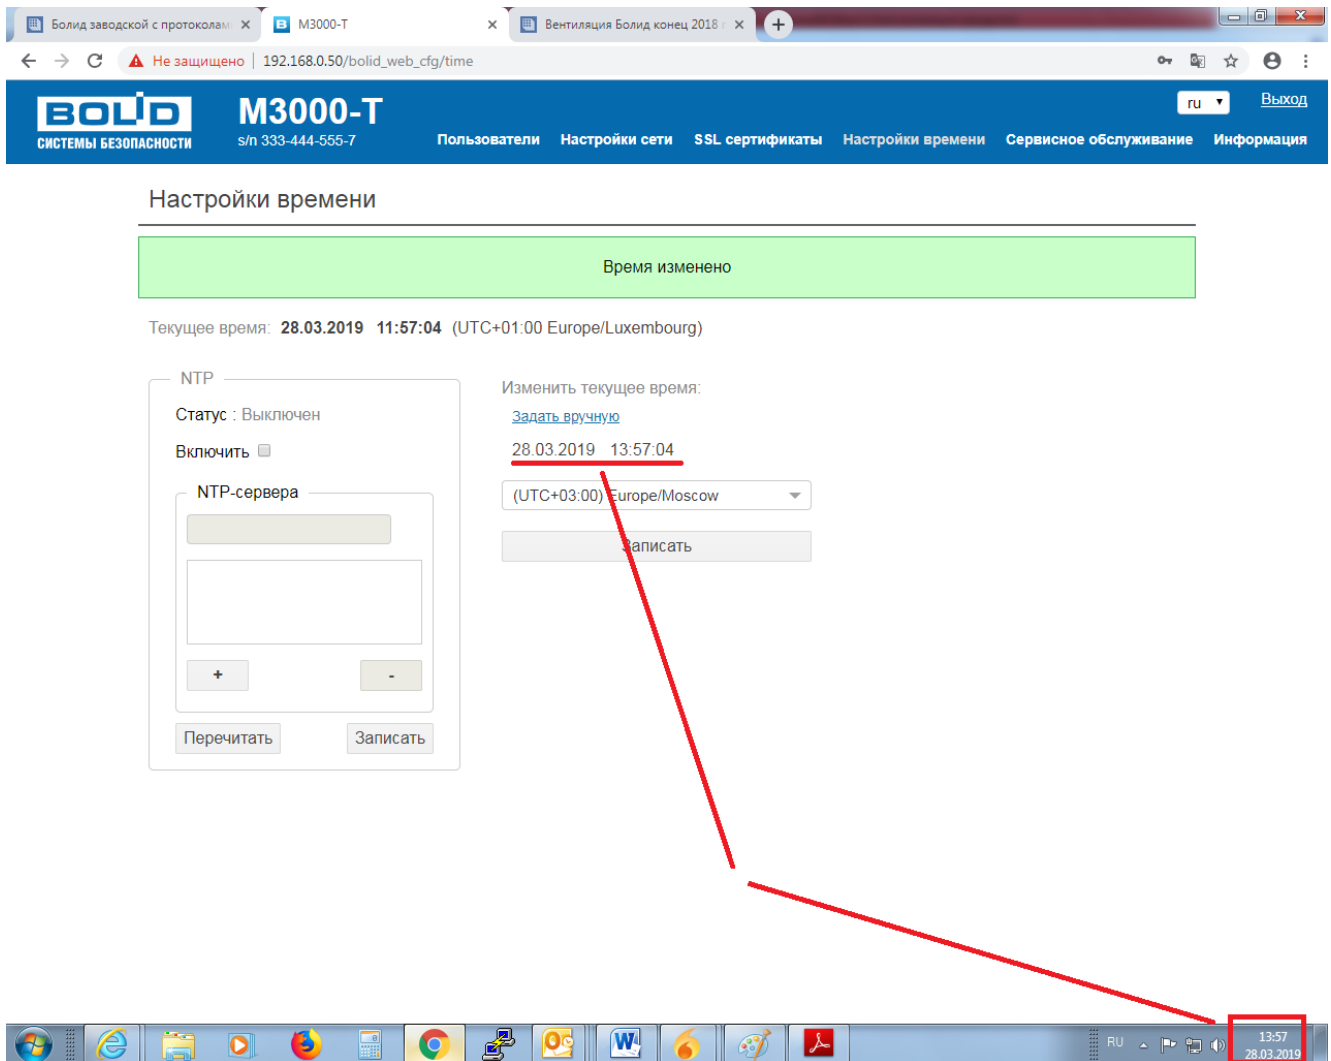 Болид заводской с протоколам
M3000-T
Вентиляция Болид конец 2018 г
Не защищено | 192.168.0.50/bolid_web_cfg/time
BOLID
СИСТЕМЫ БЕЗОПАСНОСТИ
M3000-T
s/n 333-444-555-7
ru
Выход
Пользователи Настройки сети SSL сертификаты Настройки времени Сервисное обслуживание Информация
Настройки времени
Время изменено
Текущее время: 28.03.2019 11:57:04 (UTC+01:00 Europe/Luxembourg)
NTP
Статус : Выключен
Включить
NTP-сервера
+ -
Перечитать Записать
Изменить текущее время:
Задать вручную
28.03.2019 13:57:04
(UTC+03:00) Europe/Moscow
Записать
RU
13:57
28.03.2019